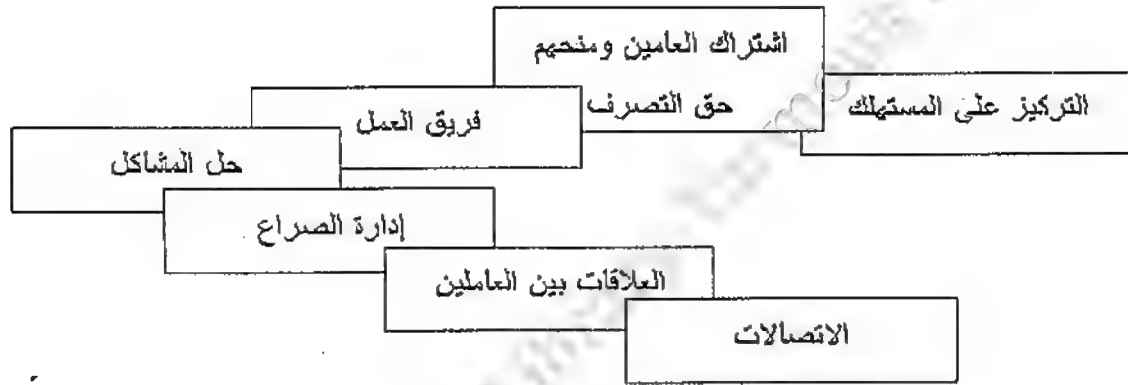 اشتراك العامين ومنحهم
حق التصرف
التركيز على المستهلك
فريق العمل
حل المشاكل
إدارة الصراع
العلاقات بين العاملين
الاتصالات